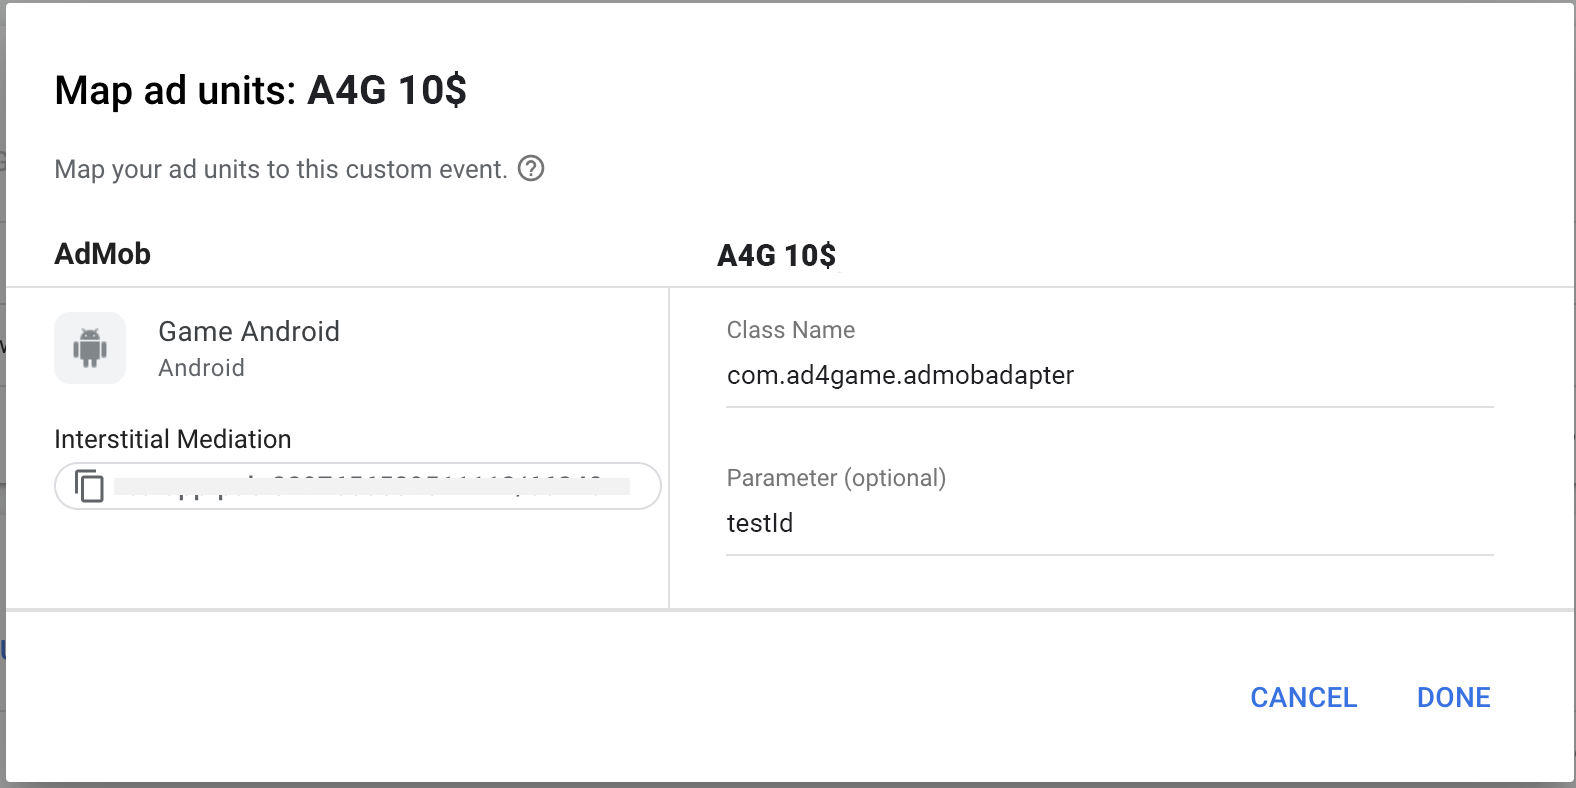 Map ad units: A4G 10$
Map your ad units to this custom event.
AdMob
A4G 10$
Game Android
Android
Interstitial Mediation
Class Name
com.ad4game.admobadapter
Parameter (optional)
testId
CANCEL
DONE